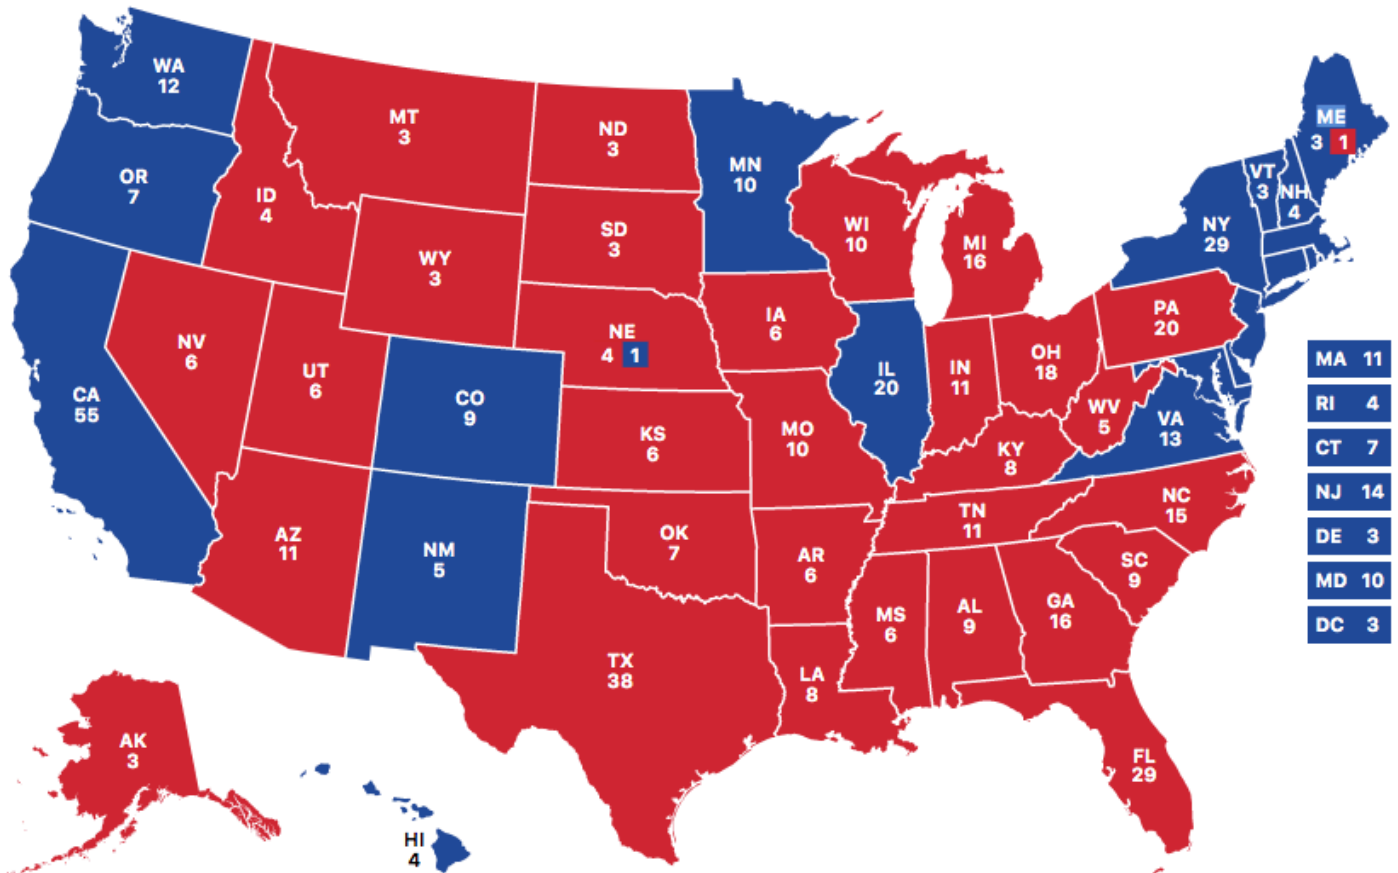 WA
12
OR
7
CA
55
NV
6
ID
4
MT
3
WY
3
UT
6
AZ
11
CO
9
NM
5
ND
3
SD
3
NE
4 1
KS
6
OK
7
TX
38
MN
10
IA
6
MO
10
AR
6
LA
8
WI
10
IL
20
MI
16
IN
11
OH
18
KY
8
TN
11
MS
6
AL
9
GA
16
FL
29
SC
9
NC
15
VA
13
WV
5
PA
20
NY
29
VT
3
NH
4
ME
3 1
MA 11
RI 4
CT 7
NJ 14
DE 3
MD 10
DC 3
AK
3
HI
4